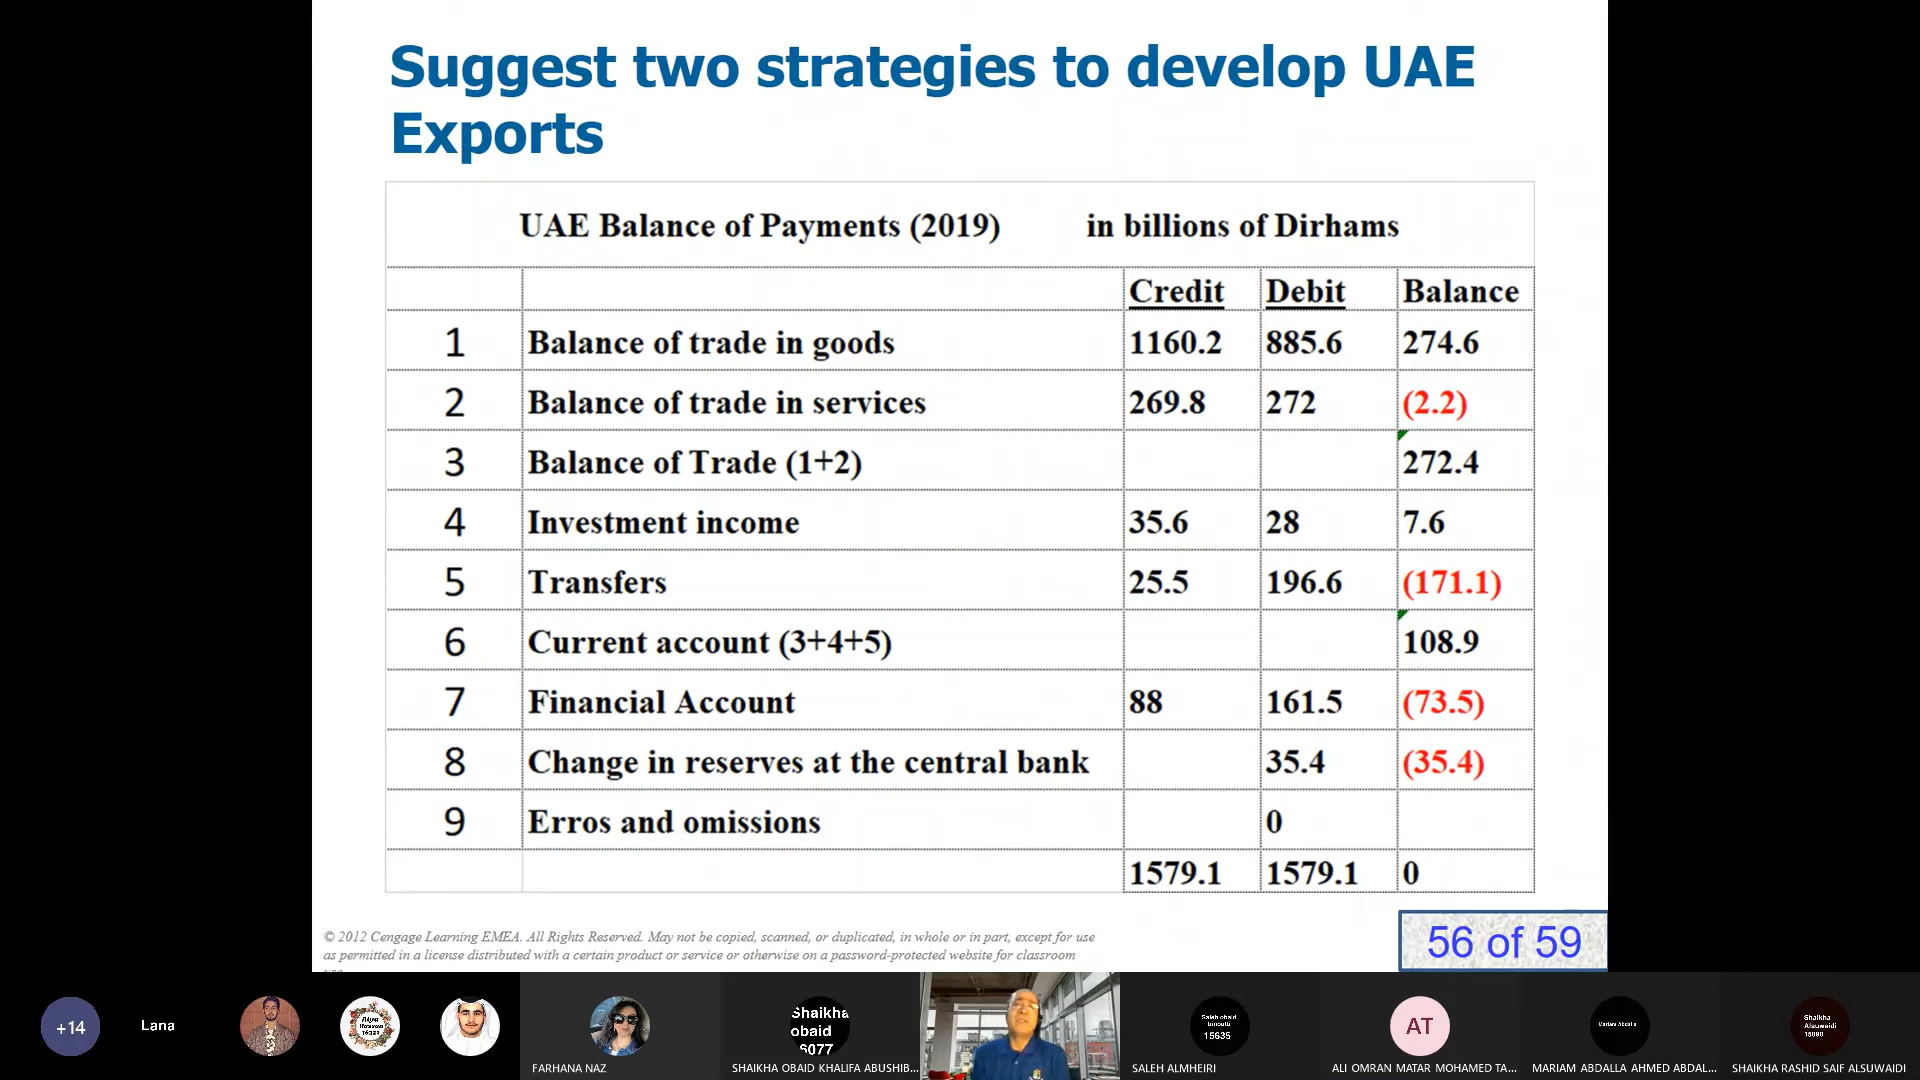 Suggest two strategies to develop UAE
Exports
UAE Balance of Payments (2019) in billions of Dirhams
Credit Debit Balance
1 Balance of trade in goods 1160.2 885.6 274.6
2 Balance of trade in services 269.8 272 (2.2)
3 Balance of Trade (1+2) 272.4
4 Investment income 35.6 28 7.6
5 Transfers 25.5 196.6 (171.1)
6 Current account (3+4+5) 108.9
7 Financial Account 88 161.5 (73.5)
8 Change in reserves at the central bank 35.4 (35.4)
9 Erros and omissions 0
1579.1 1579.1 0
© 2012 Cengage Learning EMEA. All Rights Reserved. May not be copied, scanned, or duplicated, in whole or in part, except for use
as permitted in a license distributed with a certain product or service or otherwise on a password-protected website for classroom
56 of 59
+14
Lana
FARHANA NAZ
Shaikha
obaid
6077
SHAIKHA OBAID KHALIFA ABUSHIB...
Saleh obaid
15635
SALEH ALMHEIRI
AT
ALI OMRAN MATAR MOHAMED TA...
MARIAM ABDALLA AHMED ABDAL...
Shaikha
Alsuwaidi
SHAIKHA RASHID SAIF ALSUWAIDI